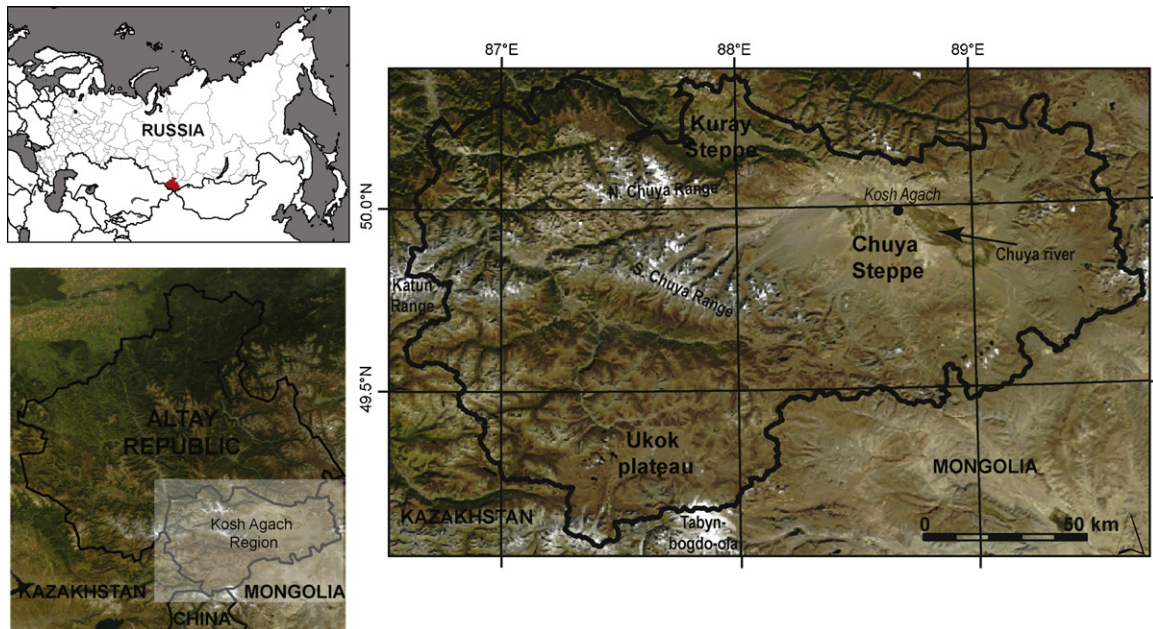 RUSSIA
ALTAY
REPUBLIC
Kosh Agach
Region
KAZAKHSTAN
MONGOLIA
CHINA
87°E
88°E
89°E
50.0°N
49.5°N
Kuray
Steppe
N. Chuya Range
Kosh Agach
Chuya
Steppe
Chuya river
Katun
Range
S. Chuya Range
Ukok
plateau
MONGOLIA
KAZAKHSTAN
Tabyn-
bogdo-ola
0 50 km